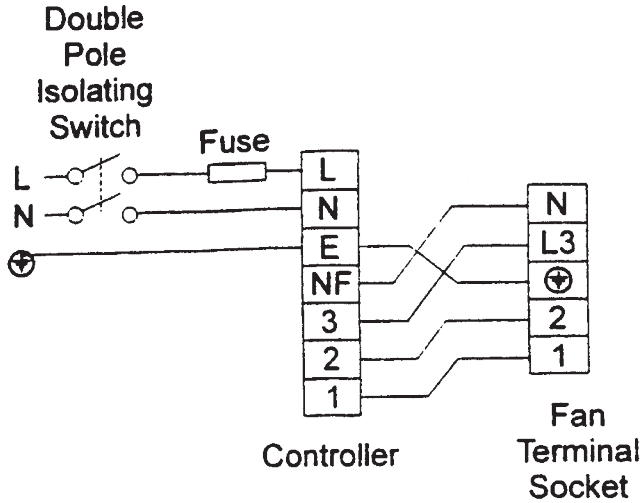 Double
Pole
Isolating
Switch
Fuse
L
N
L
N
E
NF
3
2
1
Controller
N
L3
2
1
Fan
Terminal
Socket